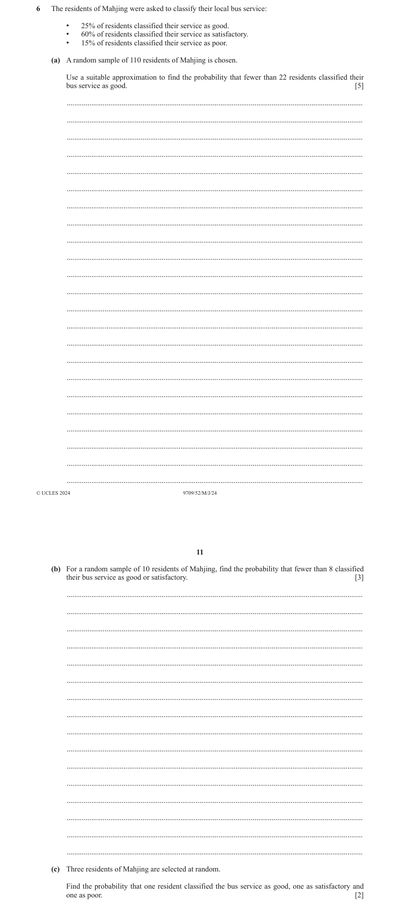 6 The residents of Mahjing were asked to classify their local bus service:
• 25% of residents classified their service as good.
• 60% of residents classified their service as satisfactory.
• 15% of residents classified their service as poor.
(a) A random sample of 110 residents of Mahjing is chosen.
Use a suitable approximation to find the probability that fewer than 22 residents classified their
bus service as good. [5]
© UCLES 2024 9709/52/M/J/24
11
(b) For a random sample of 10 residents of Mahjing, find the probability that fewer than 8 classified
their bus service as good or satisfactory. [3]
(c) Three residents of Mahjing are selected at random.
Find the probability that one resident classified the bus service as good, one as satisfactory and
one as poor. [2]